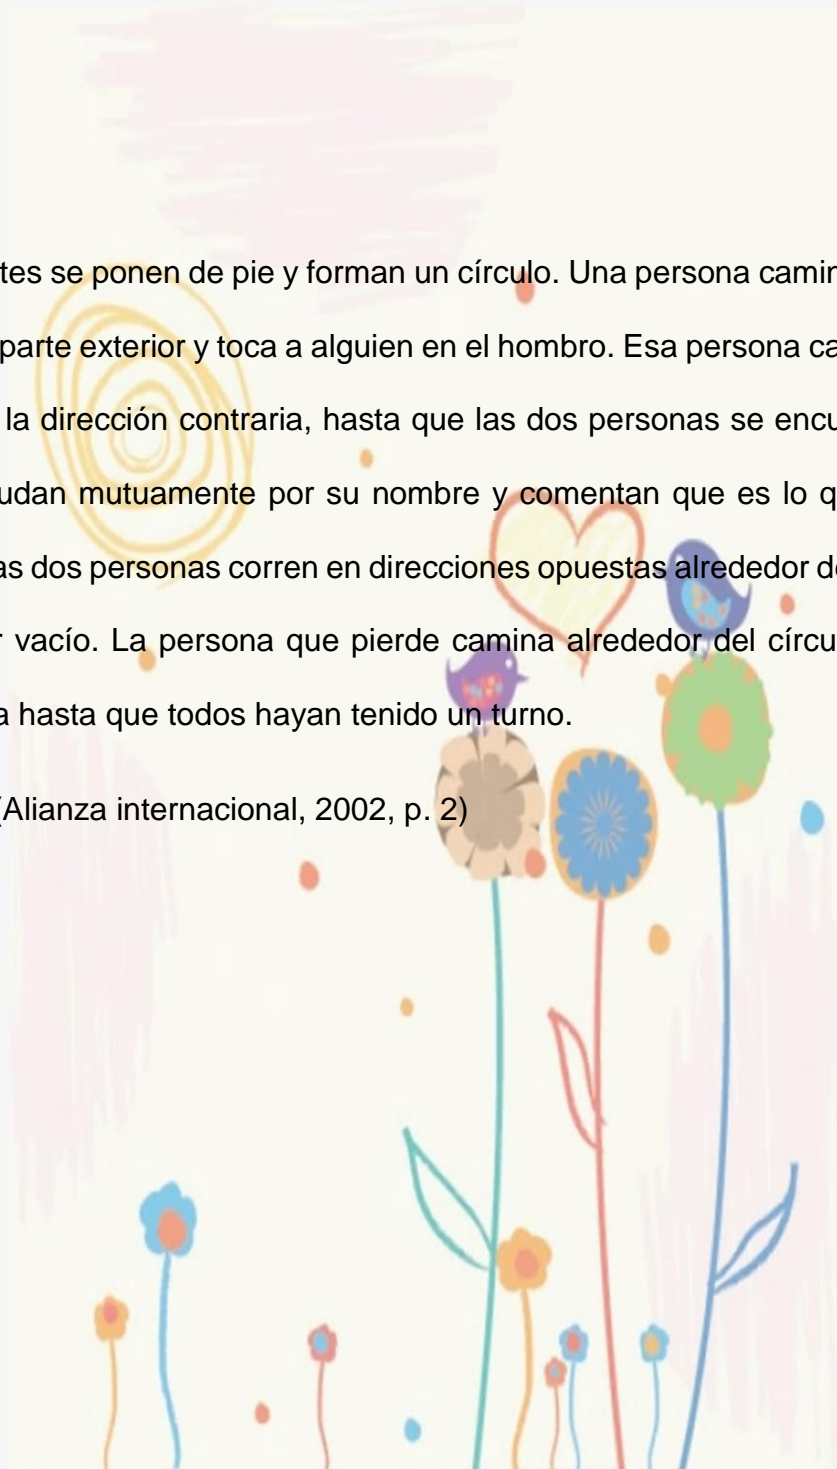 tes se ponen de pie y forman un círculo. Una persona camin
parte exterior y toca a alguien en el hombro. Esa persona ca
la dirección contraria, hasta que las dos personas se encu
udan mutuamente por su nombre y comentan que es lo q
as dos personas corren en direcciones opuestas alrededor d
r vacío. La persona que pierde camina alrededor del círcu
a hasta que todos hayan tenido un turno.
(Alianza internacional, 2002, p. 2)